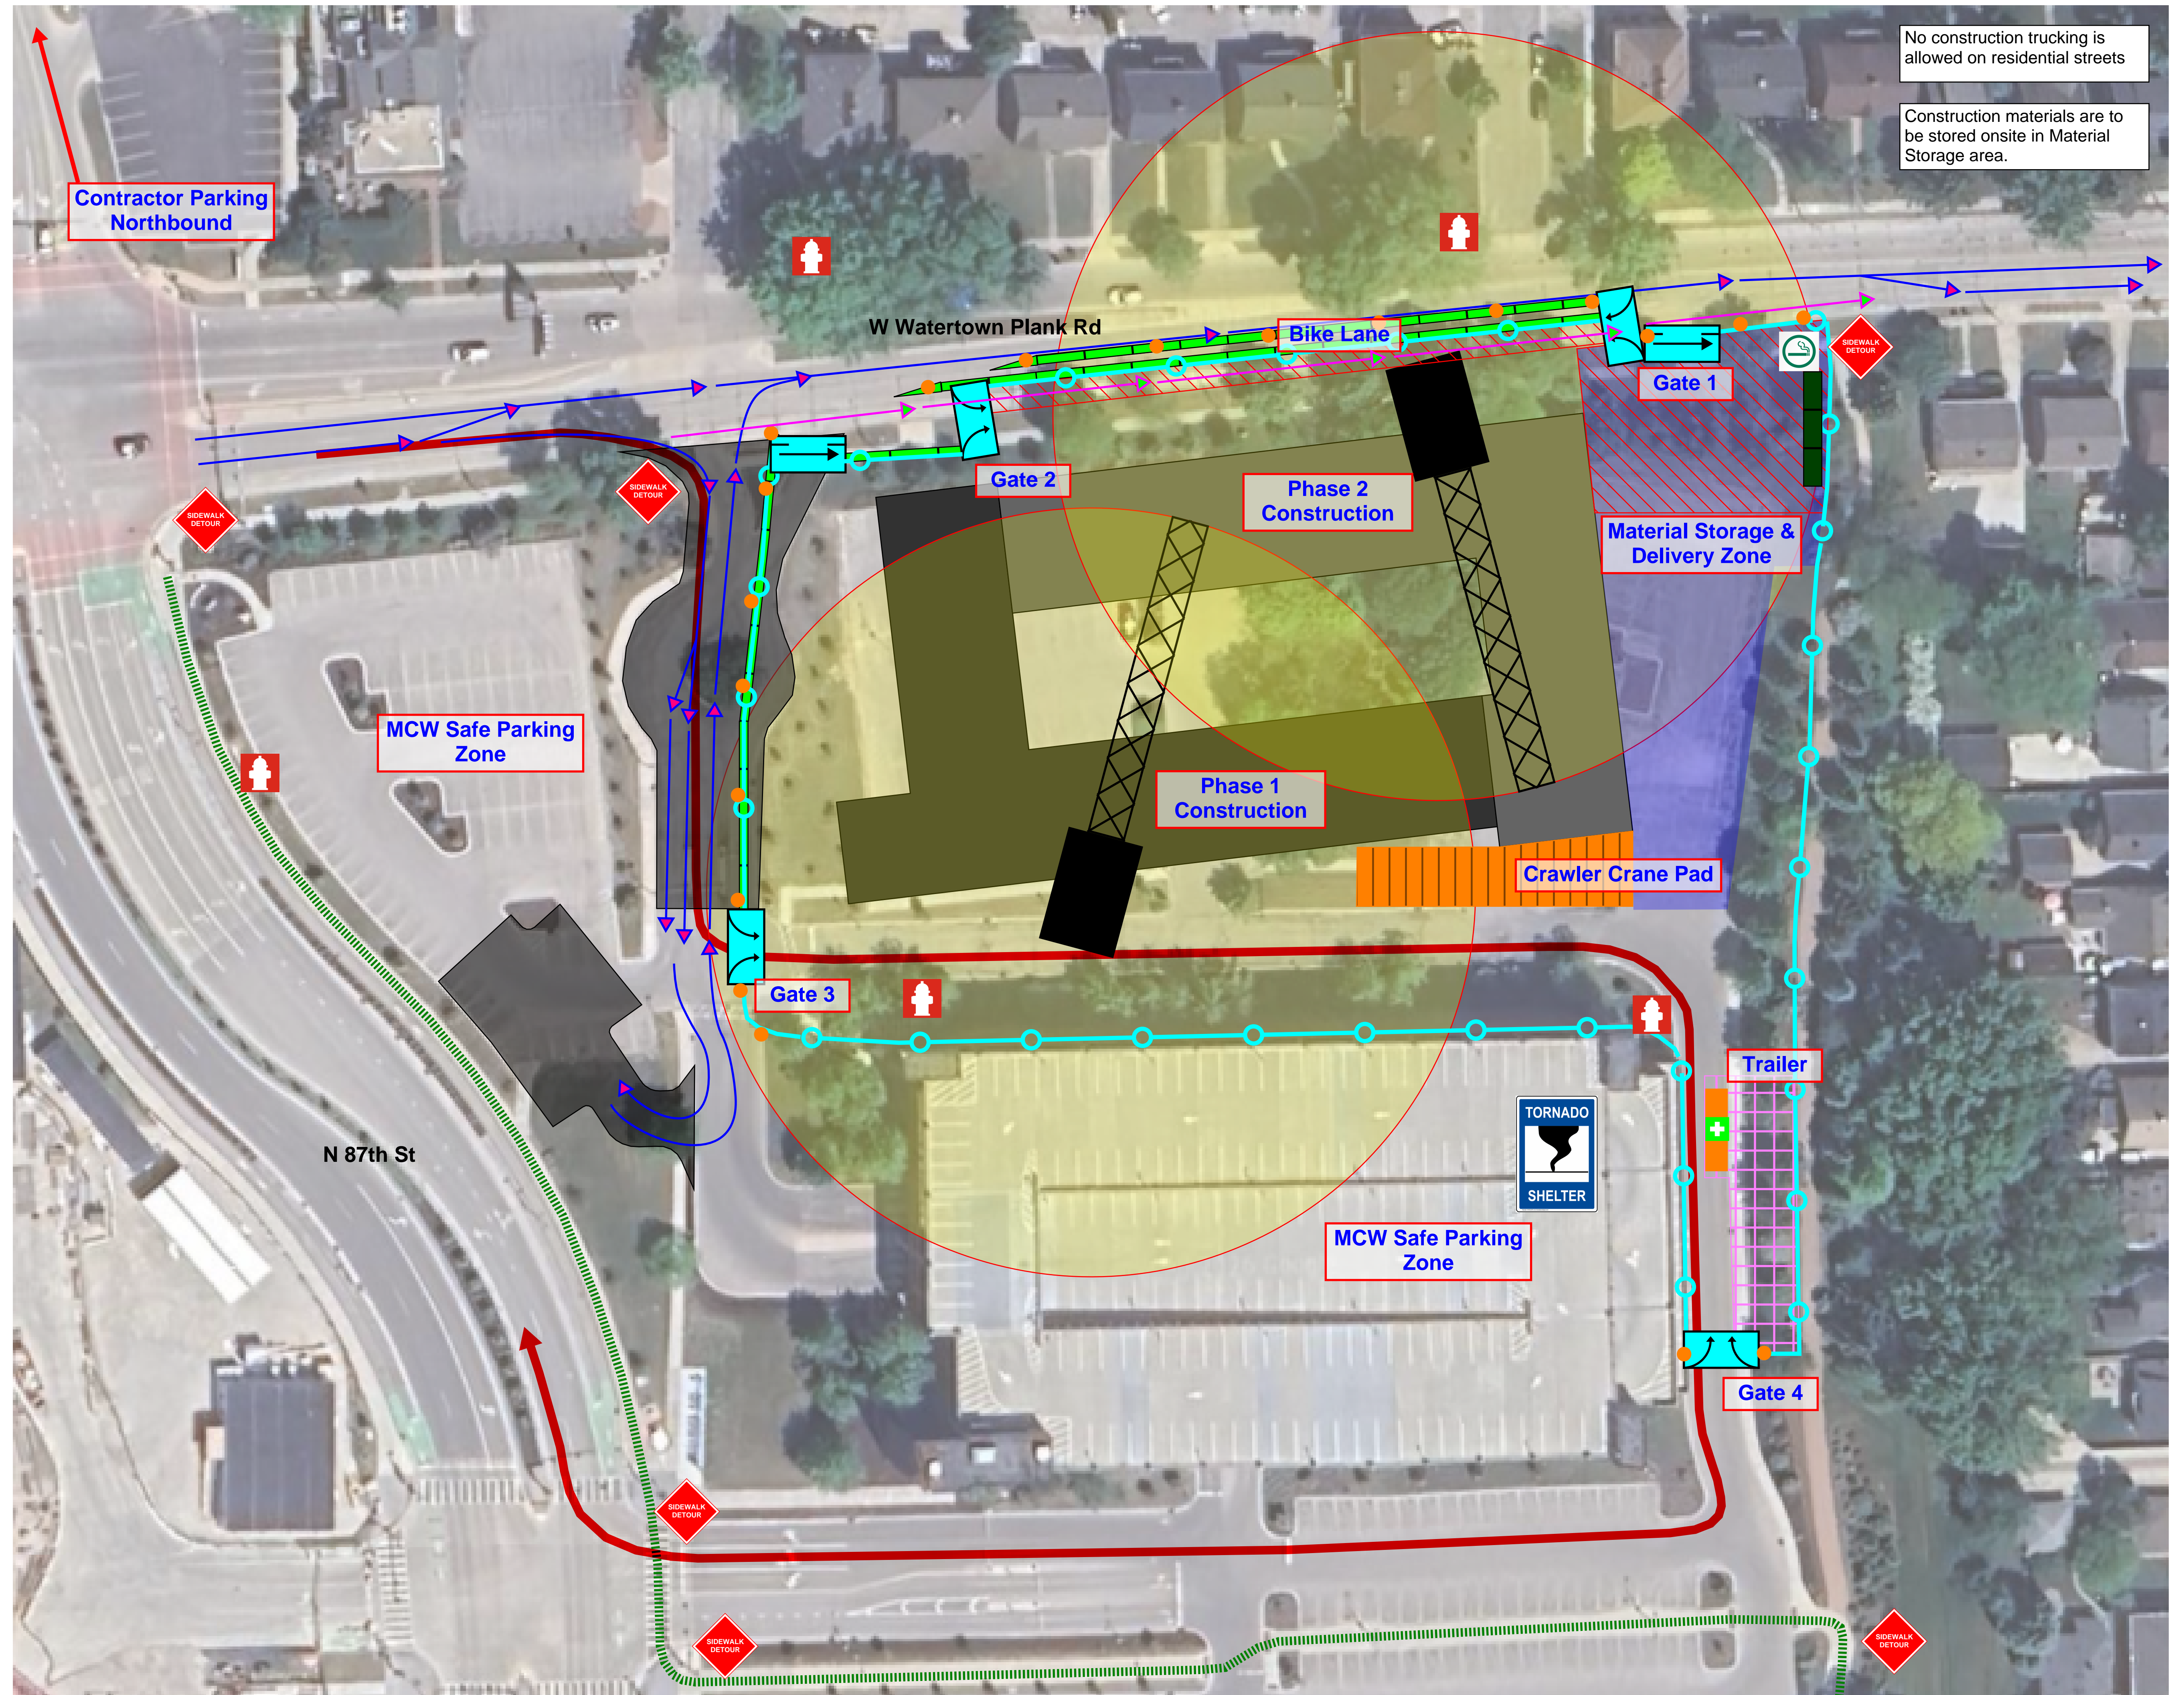 No construction trucking is
allowed on residential streets
Construction materials are to
be stored onsite in Material
Storage area.
Contractor Parking
Northbound
W Watertown Plank Rd
Bike Lane
SIDEWALK
DETOUR
Gate 1
SIDEWALK
DETOUR
Gate 2
Phase 2
Construction
SIDEWALK
DETOUR
Material Storage &
Delivery Zone
MCW Safe Parking
Zone
Phase 1
Construction
Crawler Crane Pad
Gate 3
Trailer
TORNADO
SHELTER
N 87th St
MCW Safe Parking
Zone
Gate 4
SIDEWALK
DETOUR
SIDEWALK
DETOUR
SIDEWALK
DETOUR